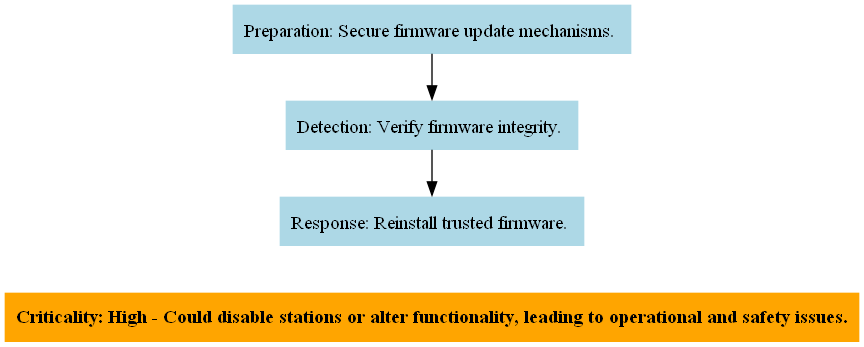 Preparation: Secure firmware update mechanisms.
Detection: Verify firmware integrity.
Response: Reinstall trusted firmware.
Criticality: High - Could disable stations or alter functionality, leading to operational and safety issues.